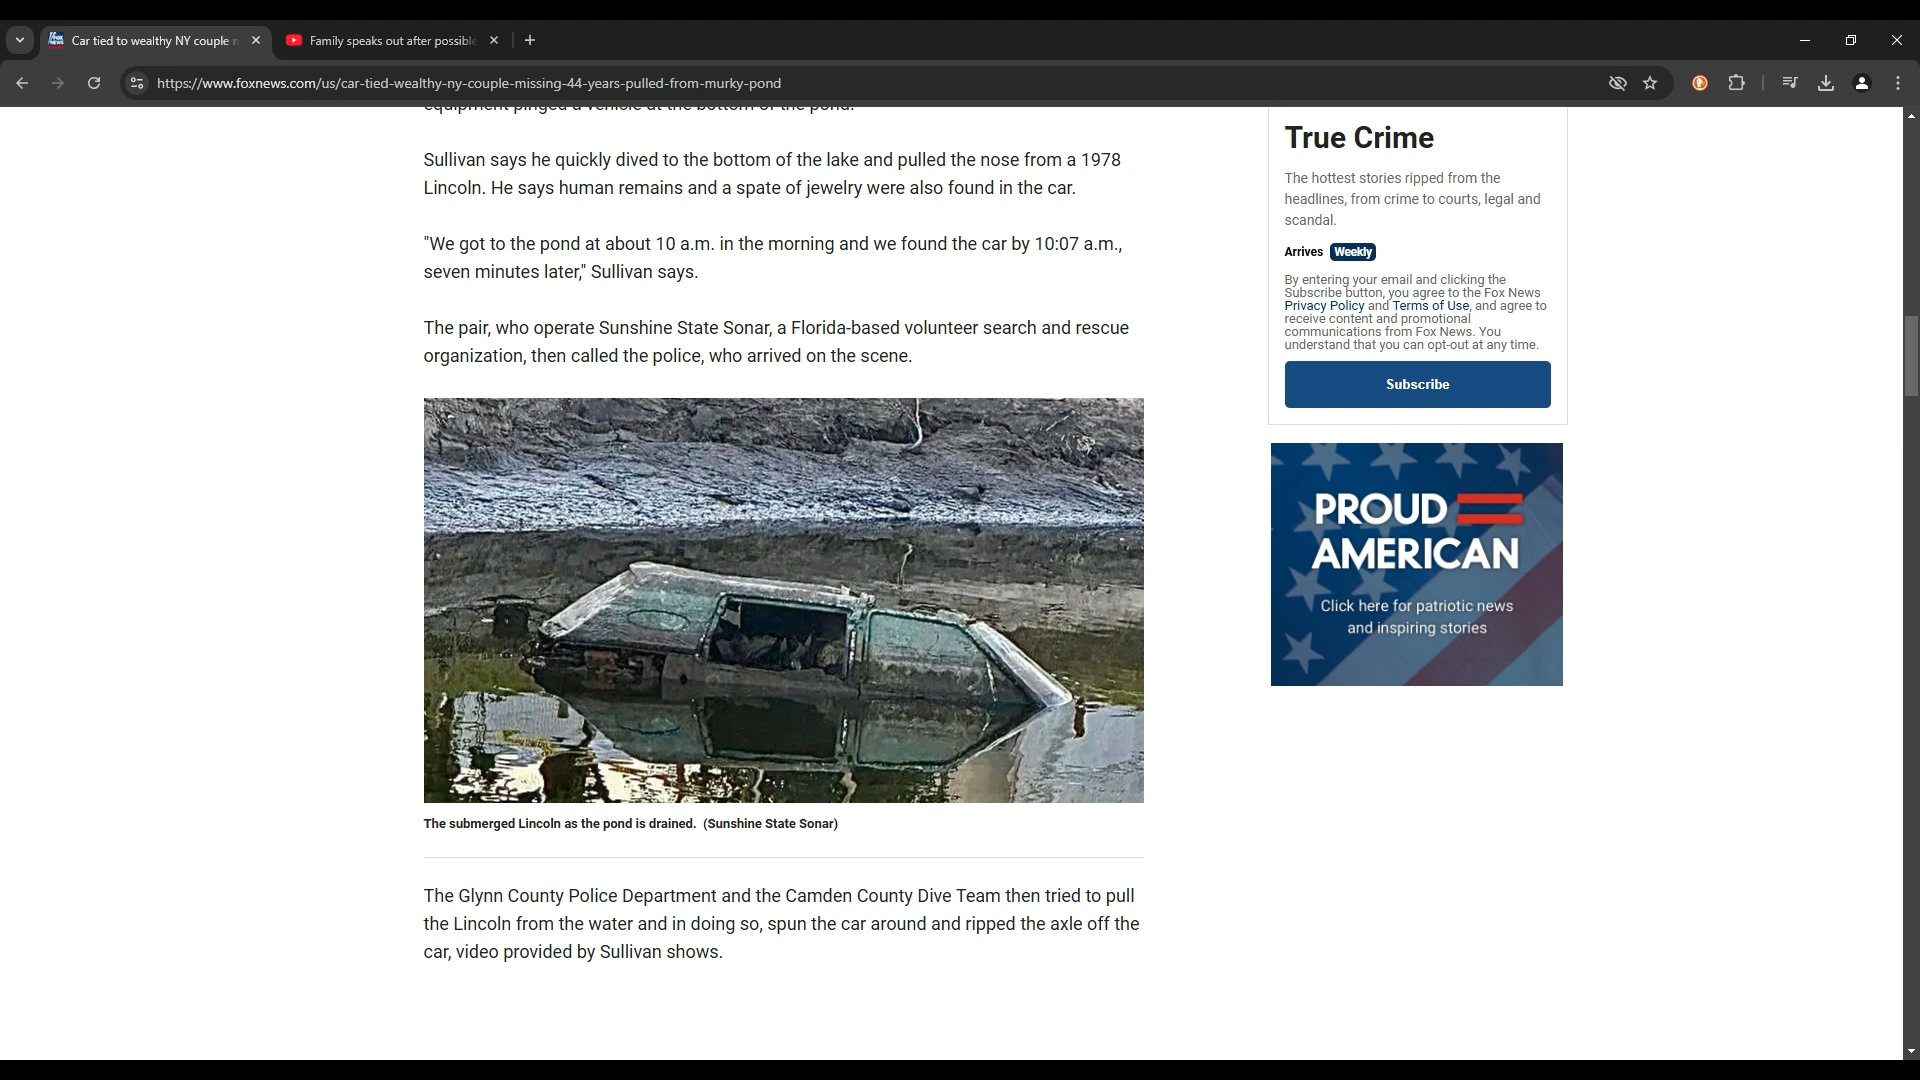 Car tied to wealthy NY couple
Family speaks out after possible
https://www.foxnews.com/us/car-tied-wealthy-ny-couple-missing-44-years-pulled-from-murky-pond
equipment pinged a vehicle at the bottom of the pond.
Sullivan says he quickly dived to the bottom of the lake and pulled the nose from a 1978
Lincoln. He says human remains and a spate of jewelry were also found in the car.
"We got to the pond at about 10 a.m. in the morning and we found the car by 10:07 a.m.,
seven minutes later," Sullivan says.
The pair, who operate Sunshine State Sonar, a Florida-based volunteer search and rescue
organization, then called the police, who arrived on the scene.
The submerged Lincoln as the pond is drained. (Sunshine State Sonar)
The Glynn County Police Department and the Camden County Dive Team then tried to pull
the Lincoln from the water and in doing so, spun the car around and ripped the axle off the
car, video provided by Sullivan shows.
True Crime
The hottest stories ripped from the
headlines, from crime to courts, legal and
scandal.
Arrives Weekly
By entering your email and clicking the
Subscribe button, you agree to the Fox News
Privacy Policy and Terms of Use, and agree to
receive content and promotional
communications from Fox News. You
understand that you can opt-out at any time.
Subscribe
PROUD
AMERICAN
Click here for patriotic news
and inspiring stories